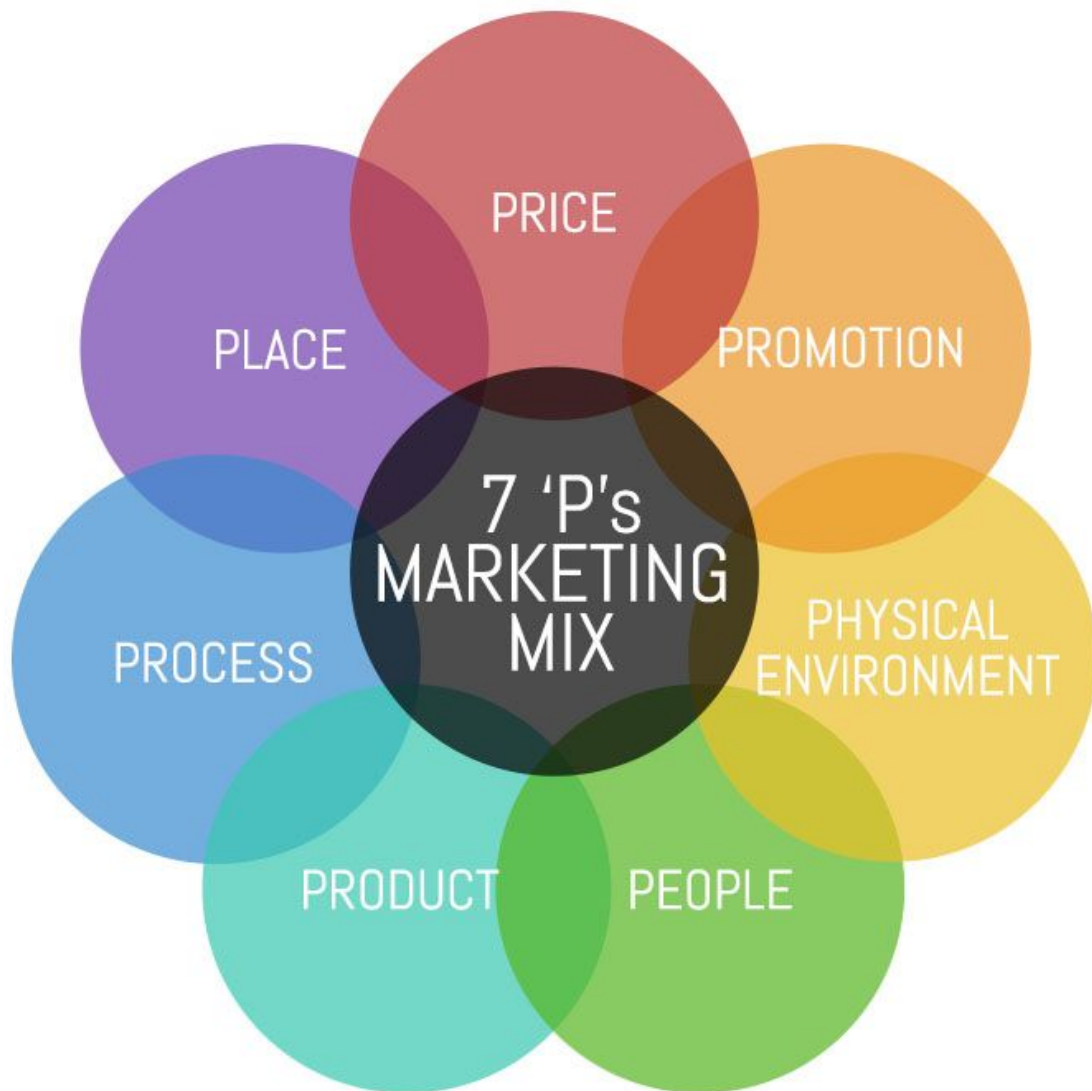 PRICE
PROMOTION
PLACE
7 ‘P’s
MARKETING
MIX
PHYSICAL
ENVIRONMENT
PROCESS
PRODUCT
PEOPLE